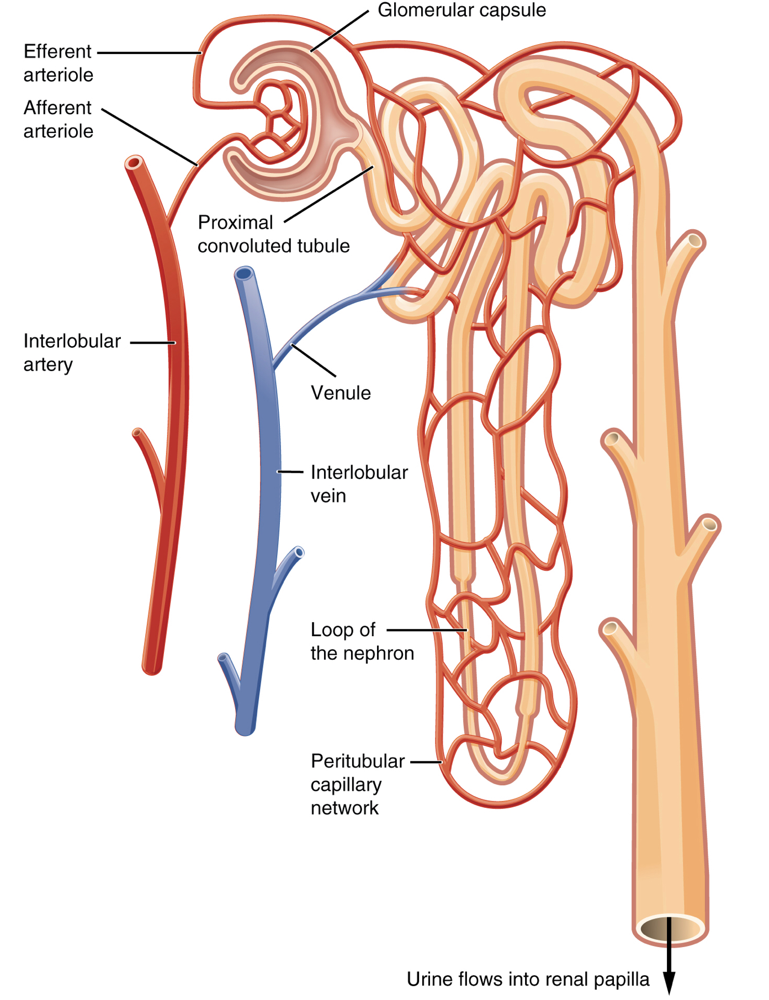 Glomerular capsule
Efferent
arteriole
Afferent
arteriole
Proximal
convoluted tubule
Interlobular
artery
Venule
Interlobular
vein
Loop of
the nephron
Peritubular
capillary
network
Urine flows into renal papilla